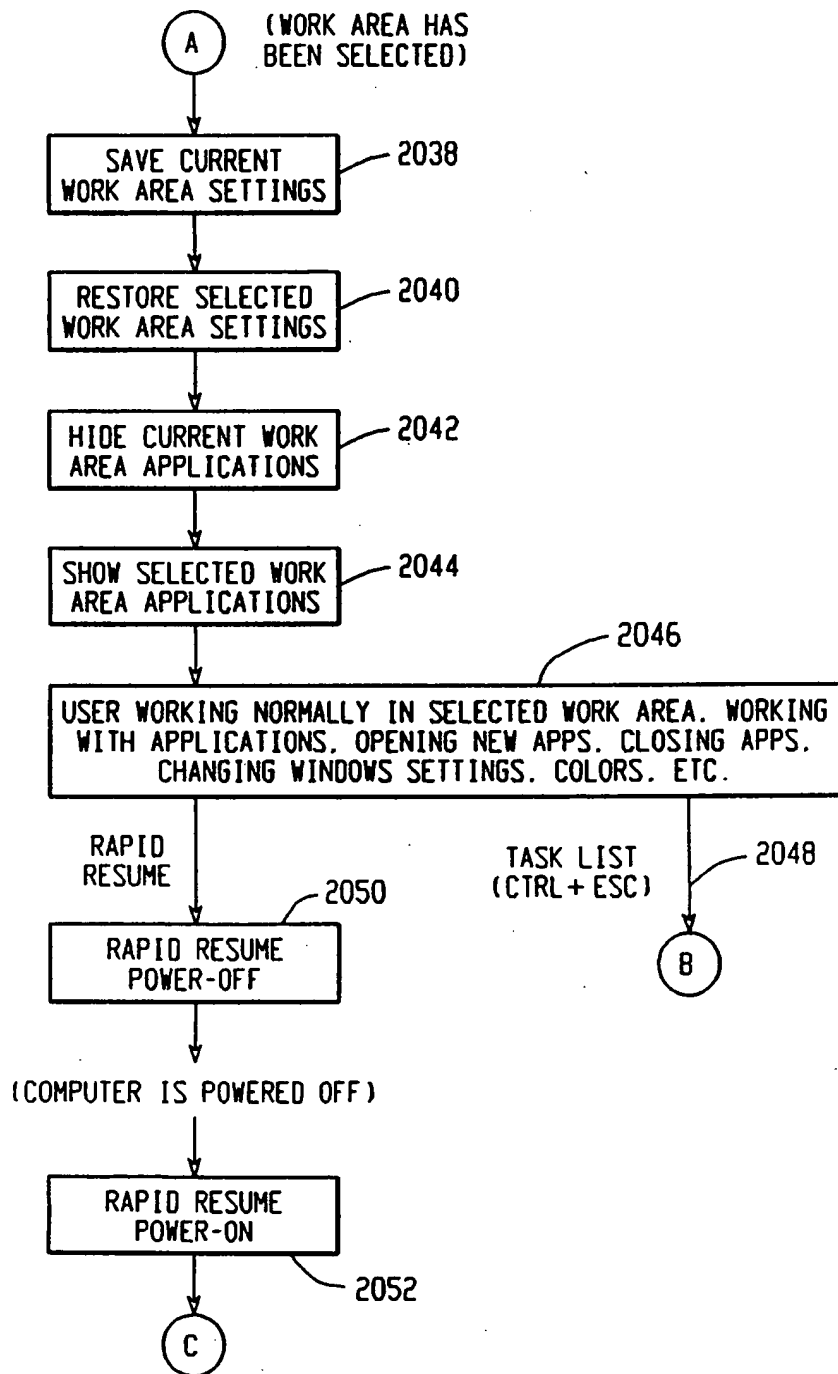 A
(WORK AREA HAS
BEEN SELECTED)
SAVE CURRENT
WORK AREA SETTINGS
2038
RESTORE SELECTED
WORK AREA SETTINGS
2040
HIDE CURRENT WORK
AREA APPLICATIONS
2042
SHOW SELECTED WORK
AREA APPLICATIONS
2044
2046
USER WORKING NORMALLY IN SELECTED WORK AREA. WORKING
WITH APPLICATIONS. OPENING NEW APPS. CLOSING APPS.
CHANGING WINDOWS SETTINGS. COLORS. ETC.
RAPID
RESUME
TASK LIST
(CTRL+ESC)
2048
2050
RAPID RESUME
POWER-OFF
B
(COMPUTER IS POWERED OFF)
RAPID RESUME
POWER-ON
2052
C